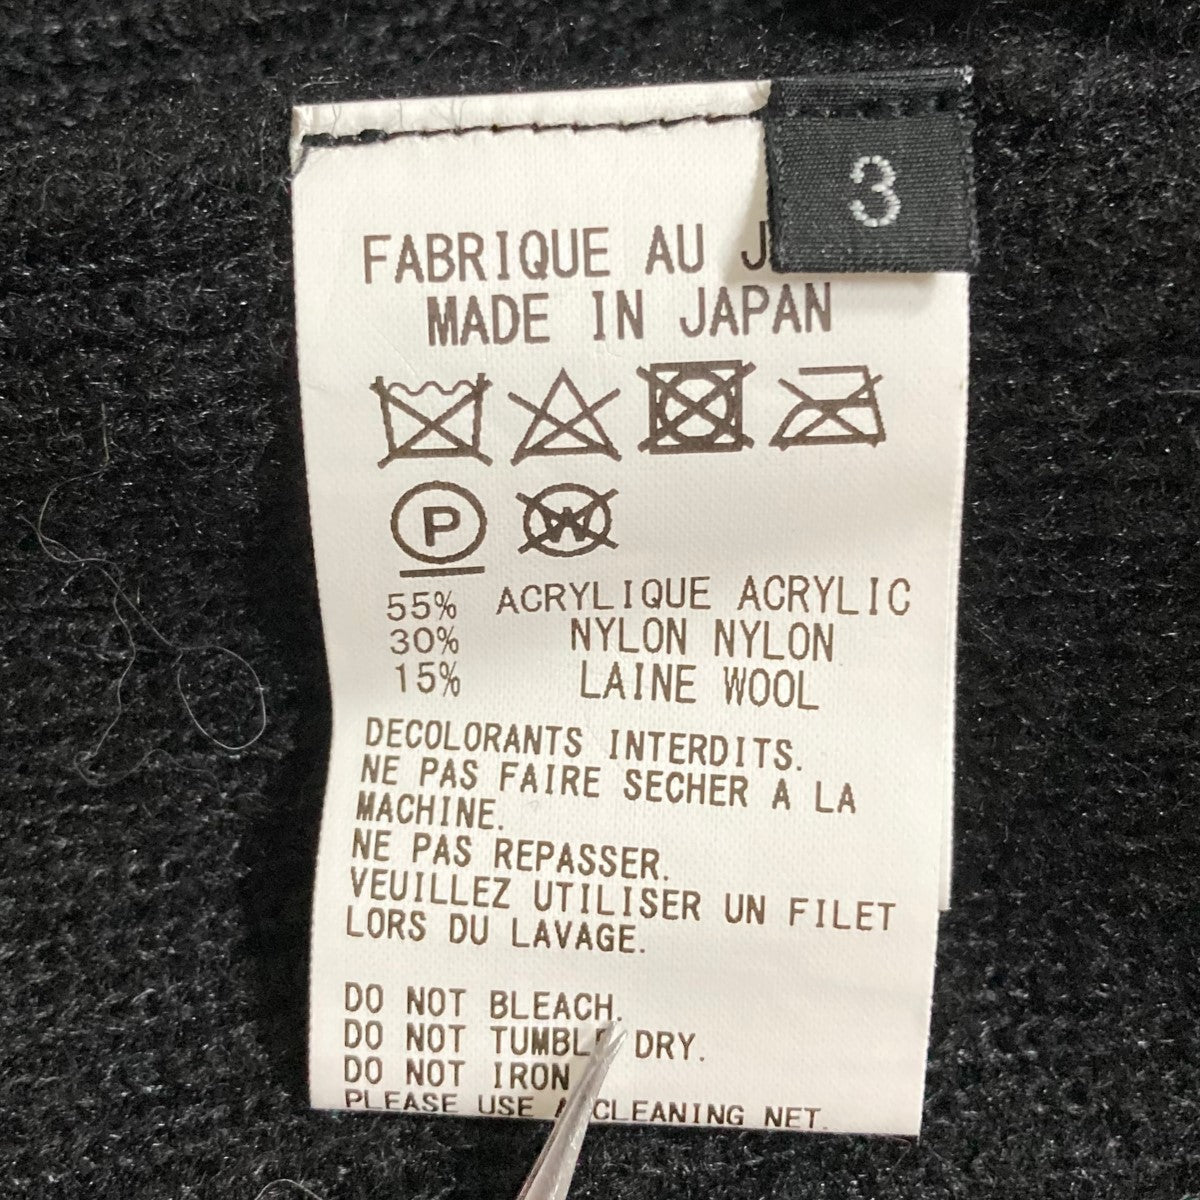 3
FABRIQUE AU
MADE IN JAPAN
P
W
55% ACRYLIQUE ACRYLIC
30% NYLON NYLON
15% LAINE WOOL
DECOLORANTS INTERDITS.
NE PAS FAIRE SECHER A LA
MACHINE.
NE PAS REPASSER.
VEUILLEZ UTILISER UN FILET
LORS DU LAVAGE.
DO NOT BLEACH.
DO NOT TUMBLE DRY.
DO NOT IRON
PLEASE USE A CLEANING NET.